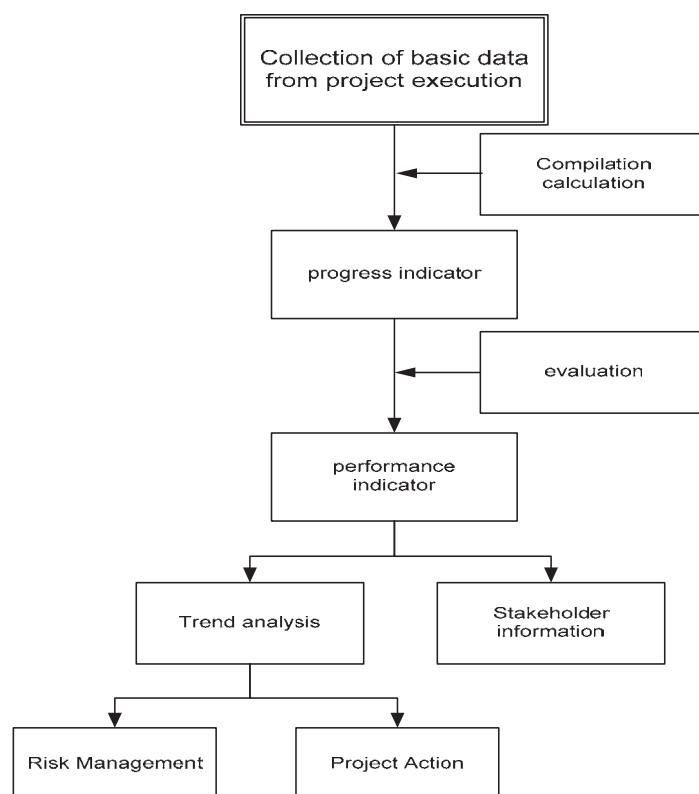 Collection of basic data
from project execution
Compilation
calculation
progress indicator
evaluation
performance
indicator
Trend analysis
Stakeholder
information
Risk Management
Project Action